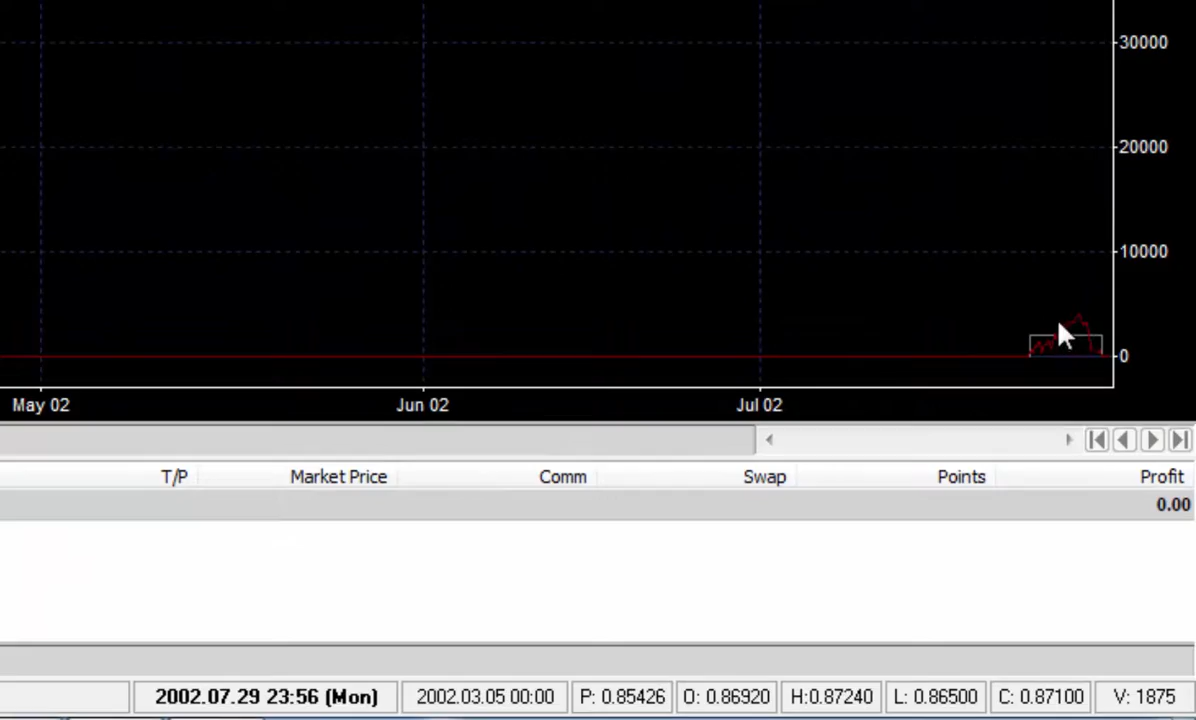 30000
20000
10000
0
May 02 Jun 02 Jul 02
T/P Market Price Comm Swap Points Profit
0.00
2002.07.29 23:56 (Mon) 2002.03.05 00:00 P: 0.85426 O: 0.86920 H:0.87240 L: 0.86500 C: 0.87100 V: 1875